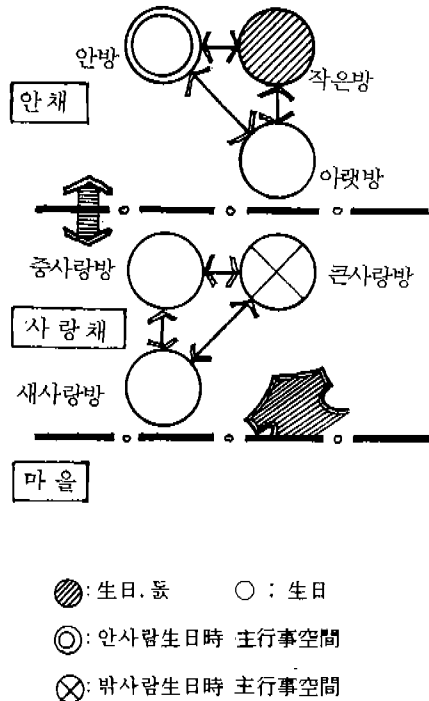 안방
작은방
안채
아랫방
중사랑방
큰사랑방
사랑채
새사랑방
마을
: 生日, 돐 : 生日
: 안사람生日時 主行事空間
: 밖사람生日時 主行事空間